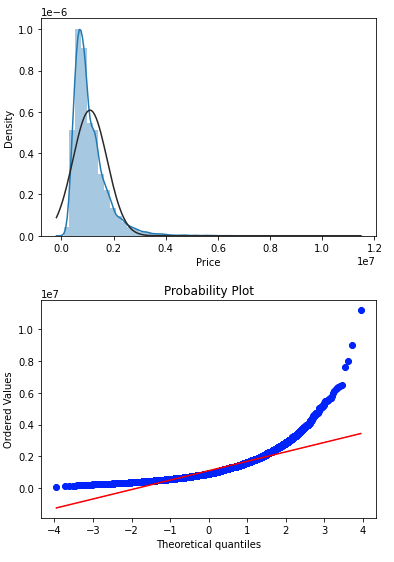 1e−6
1.0
0.8
0.6
0.4
0.2
0.0
Density
0.0 0.2 0.4 0.6 0.8 1.0 1.2
Price
1e7
Probability Plot
1e7
1.0
0.8
0.6
0.4
0.2
0.0
Ordered Values
−4 −3 −2 −1 0 1 2 3 4
Theoretical quantiles